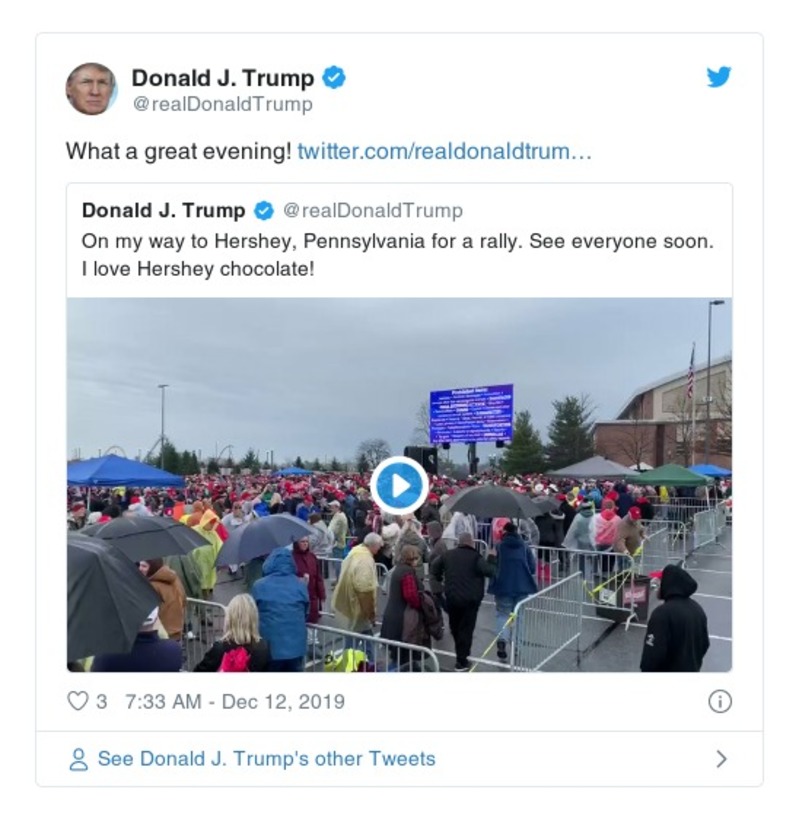 Donald J. Trump
@realDonaldTrump
What a great evening! twitter.com/realdonaldtrum…
Donald J. Trump @realDonaldTrump
On my way to Hershey, Pennsylvania for a rally. See everyone soon.
I love Hershey chocolate!
Prohibited Items
3 7:33 AM - Dec 12, 2019
See Donald J. Trump's other Tweets